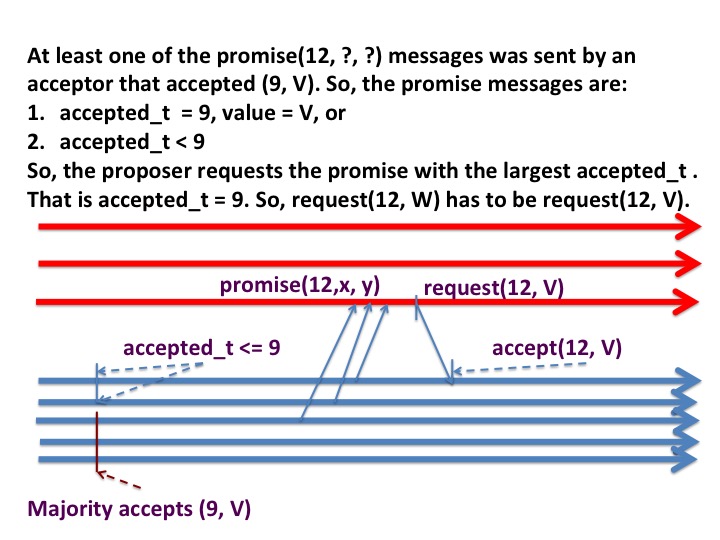 At least one of the promise(12, ?, ?) messages was sent by an
acceptor that accepted (9, V). So, the promise messages are:
1. accepted_t = 9, value = V, or
2. accepted_t < 9
So, the proposer requests the promise with the largest accepted_t .
That is accepted_t = 9. So, request(12, W) has to be request(12, V).
promise(12,x, y)
request(12, V)
accepted_t <= 9
accept(12, V)
Majority accepts (9, V)